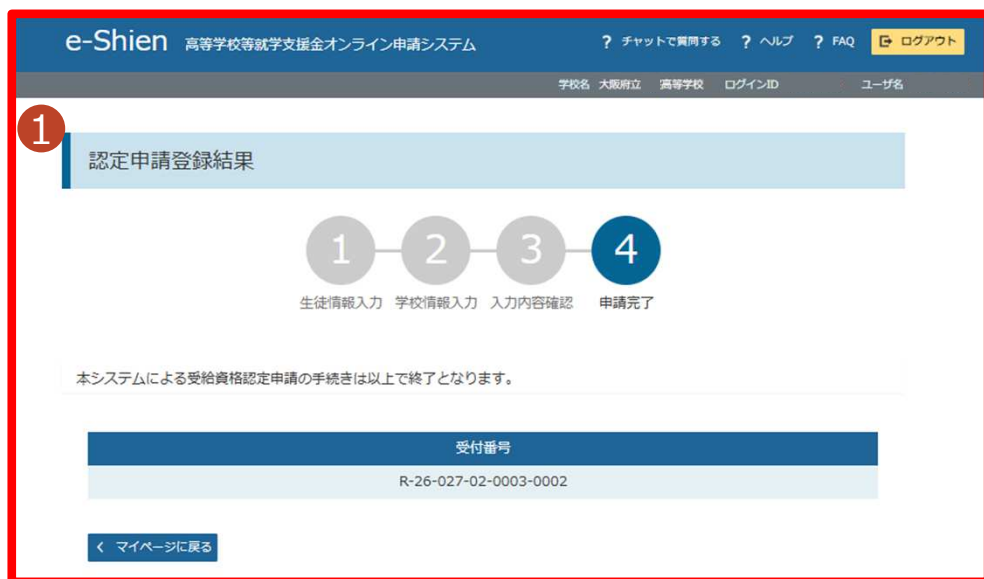 e-Shien 高等学校等就学支援金オンライン申請システム ? チャットで質問する ? ヘルプ ? FAQ ログアウト
学校名 大阪府立 高等学校 ログインID ユーザ名
1
認定申請登録結果
1 2 3 4
生徒情報入力 学校情報入力 入力内容確認 申請完了
本システムによる受給資格認定申請の手続きは以上で終了となります。
受付番号
R-26-027-02-0003-0002
< マイページに戻る